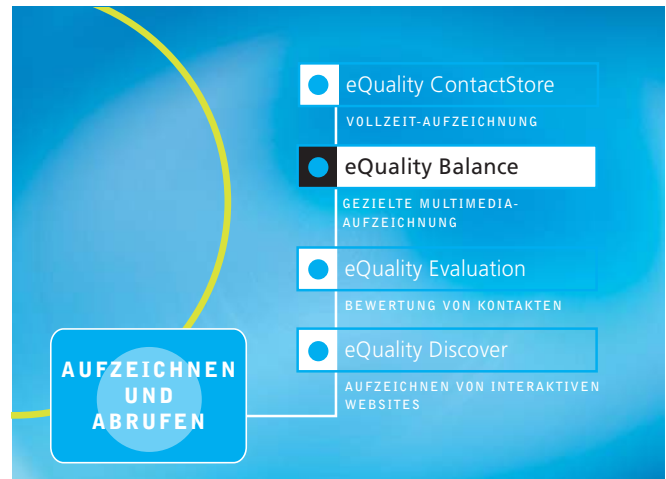 eQuality ContactStore
VOLLZEIT-AUFZEICHNUNG
eQuality Balance
GEZIELTE MULTIMEDIA-
AUFZEICHNUNG
eQuality Evaluation
BEWERTUNG VON KONTAKTEN
eQuality Discover
AUFZEICHNEN VON INTERAKTIVEN
WEBSITES
AUFZEICHNEN
UND
ABRUFEN